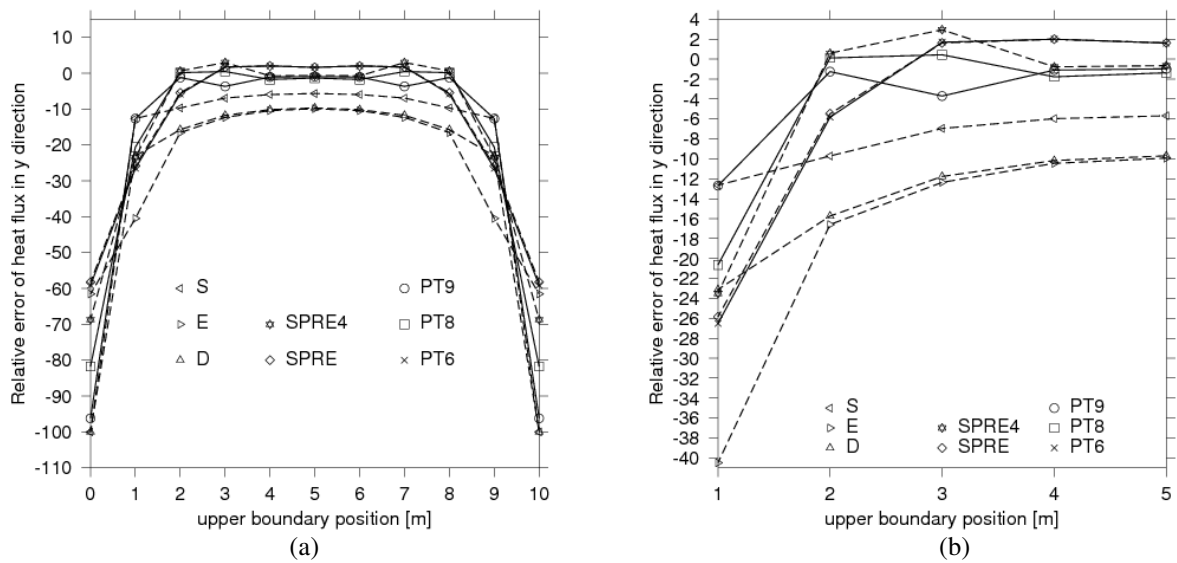 Relative error of heat flux in y direction
10
0
-10
-20
-30
-40
-50
-60
-70
-80
-90
-100
-110
S
E
D
SPRE4
SPRE
PT9
PT8
PT6
0 1 2 3 4 5 6 7 8 9 10
upper boundary position [m]
(a)
Relative error of heat flux in y direction
4
2
0
-2
-4
-6
-8
-10
-12
-14
-16
-18
-20
-22
-24
-26
-28
-30
-32
-34
-36
-38
-40
S
E
D
SPRE4
SPRE
PT9
PT8
PT6
1 2 3 4 5
upper boundary position [m]
(b)